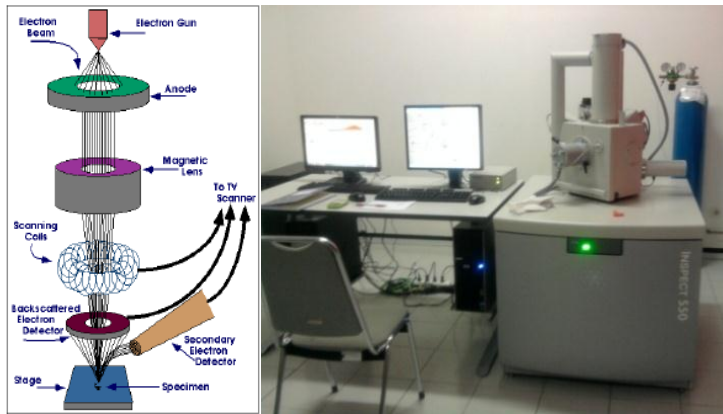 Electron Gun
Electron
Beam
Anode
Magnetic
Lens
To TV
Scanner
Scanning
Coils
Backscattered
Electron
Detector
Secondary
Electron
Detector
Stage
Specimen
INSPECT S50